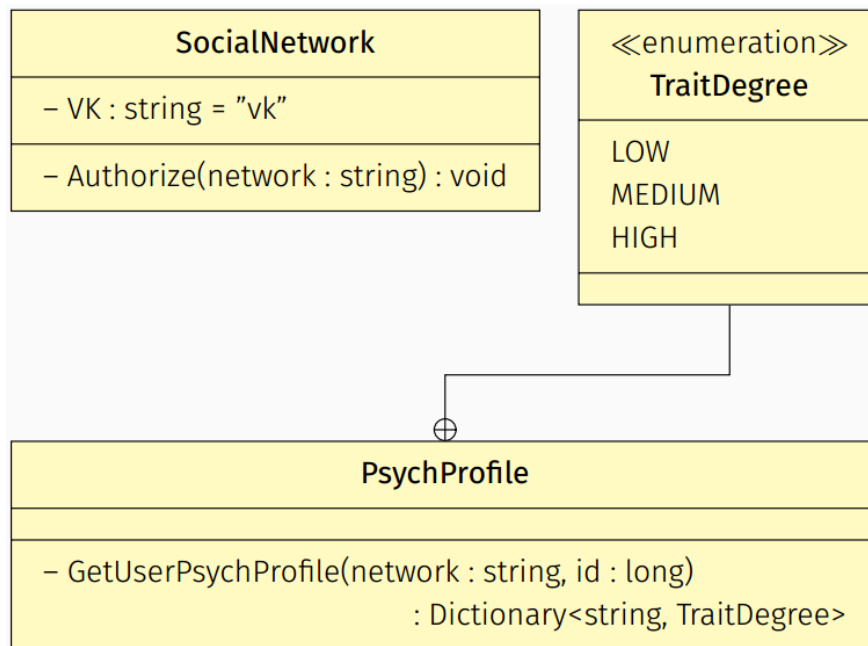 SocialNetwork
– VK : string = ”vk”
– Authorize(network : string) : void
≪enumeration≫
TraitDegree
LOW
MEDIUM
HIGH
PsychProfile
– GetUserPsychProfile(network : string, id : long)
: Dictionary<string, TraitDegree>